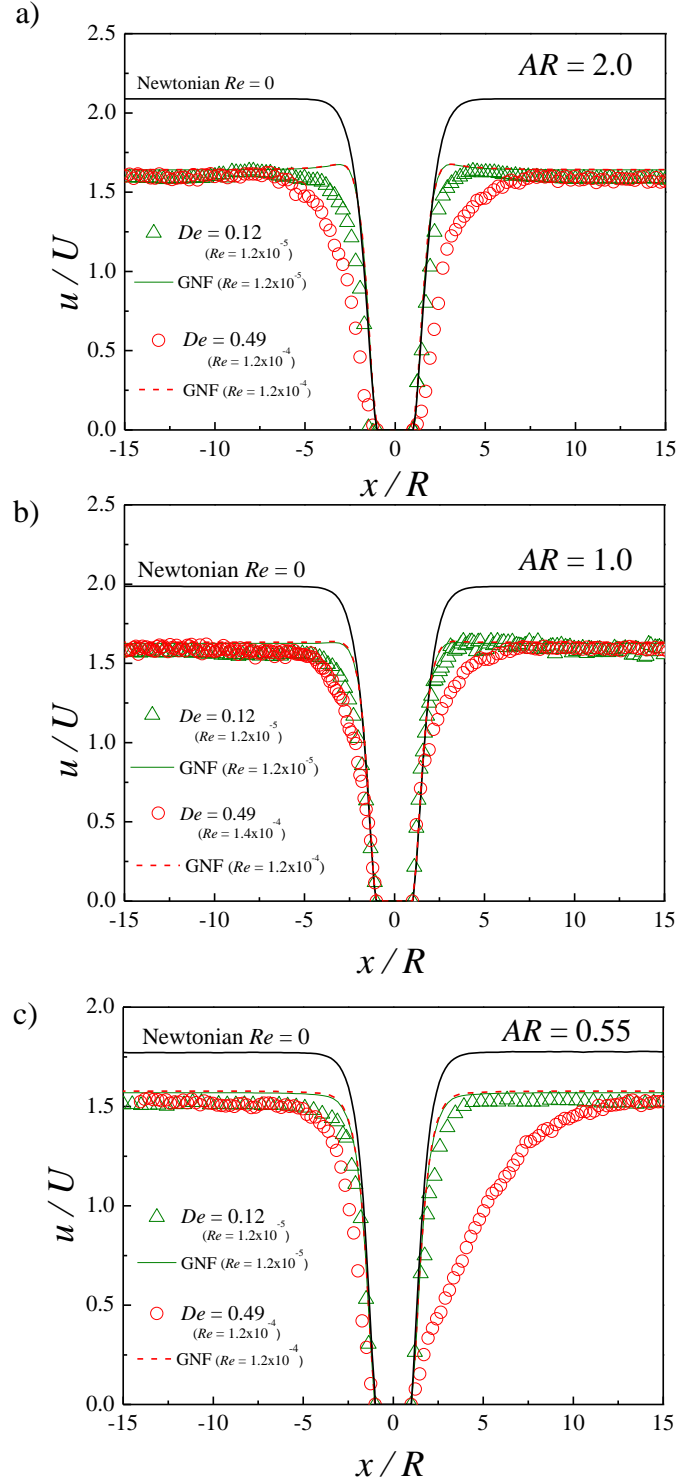 a)
2.5
2.0
1.5
1.0
0.5
0.0
u / U
AR = 2.0
Newtonian Re = 0
De = 0.12
(Re = 1.2x10⁻⁵)
GNF (Re = 1.2x10⁻⁵)
De = 0.49
(Re = 1.2x10⁻⁴)
GNF (Re = 1.2x10⁻⁴)
-15 -10 -5 0 5 10 15
x / R
b)
2.5
2.0
1.5
1.0
0.5
0.0
u / U
AR = 1.0
Newtonian Re = 0
De = 0.12
(Re = 1.2x10⁻⁵)
GNF (Re = 1.2x10⁻⁵)
De = 0.49
(Re = 1.4x10⁻⁴)
GNF (Re = 1.2x10⁻⁴)
-15 -10 -5 0 5 10 15
x / R
c)
2.0
1.5
1.0
0.5
0.0
u / U
AR = 0.55
Newtonian Re = 0
De = 0.12
(Re = 1.2x10⁻⁵)
GNF (Re = 1.2x10⁻⁵)
De = 0.49
(Re = 1.2x10⁻⁴)
GNF (Re = 1.2x10⁻⁴)
-15 -10 -5 0 5 10 15
x / R